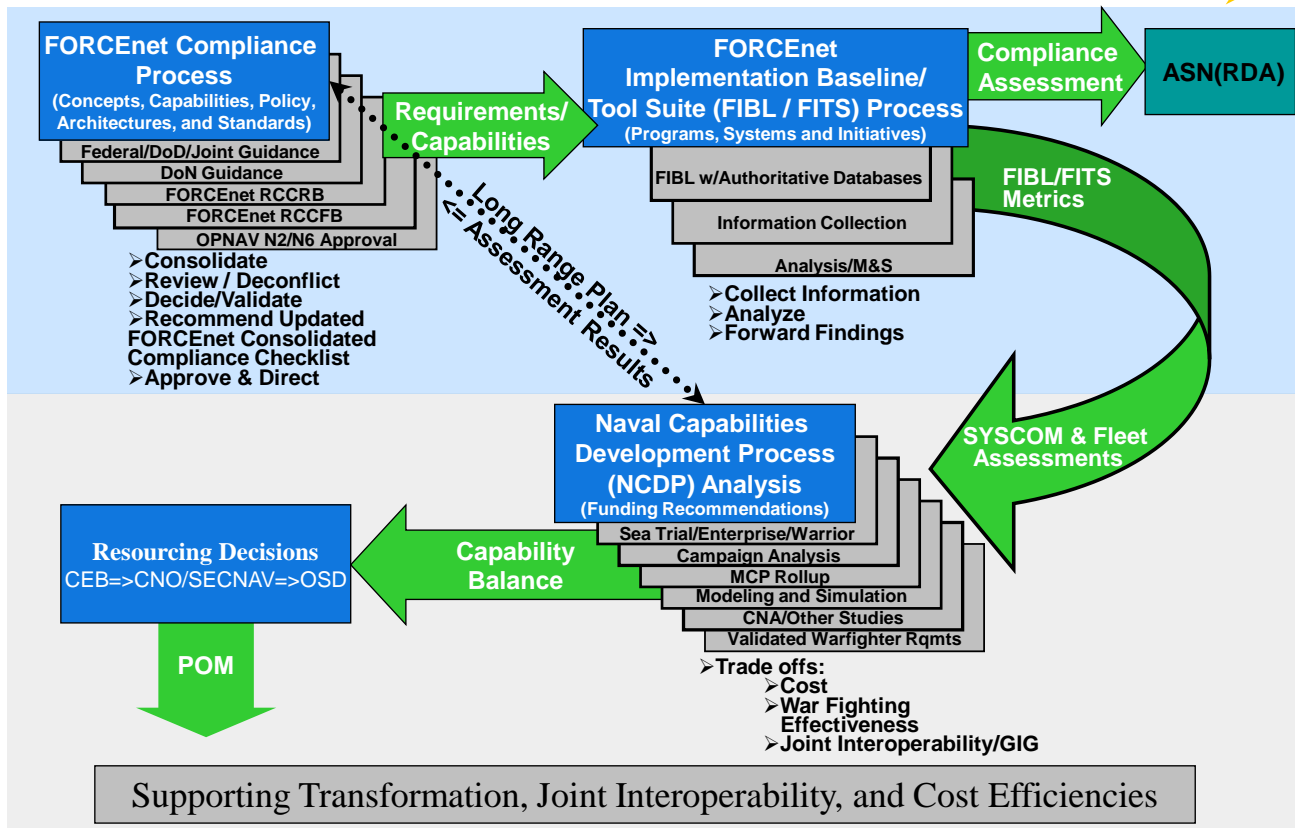 FORCEnet Compliance
Process
(Concepts, Capabilities, Policy,
Architectures, and Standards)
Federal/DoD/Joint Guidance
DoN Guidance
FORCEnet RCCRB
FORCEnet RCCFB
OPNAV N2/N6 Approval
➢Consolidate
➢Review / Deconflict
➢Decide/Validate
➢Recommend Updated
FORCEnet Consolidated
Compliance Checklist
➢Approve & Direct
Requirements/
Capabilities
FORCEnet
Implementation Baseline/
Tool Suite (FIBL / FITS) Process
(Programs, Systems and Initiatives)
FIBL w/Authoritative Databases
Information Collection
Analysis/M&S
➢Collect Information
➢Analyze
➢Forward Findings
Compliance
Assessment
ASN(RDA)
FIBL/FITS
Metrics
Long Range Plan =>
<= Assessment Results
SYSCOM & Fleet
Assessments
Naval Capabilities
Development Process
(NCDP) Analysis
(Funding Recommendations)
Sea Trial/Enterprise/Warrior
Campaign Analysis
MCP Rollup
Modeling and Simulation
CNA/Other Studies
Validated Warfighter Rqmts
➢Trade offs:
➢Cost
➢War Fighting
Effectiveness
➢Joint Interoperability/GIG
Capability
Balance
Resourcing Decisions
CEB=>CNO/SECNAV=>OSD
POM
Supporting Transformation, Joint Interoperability, and Cost Efficiencies